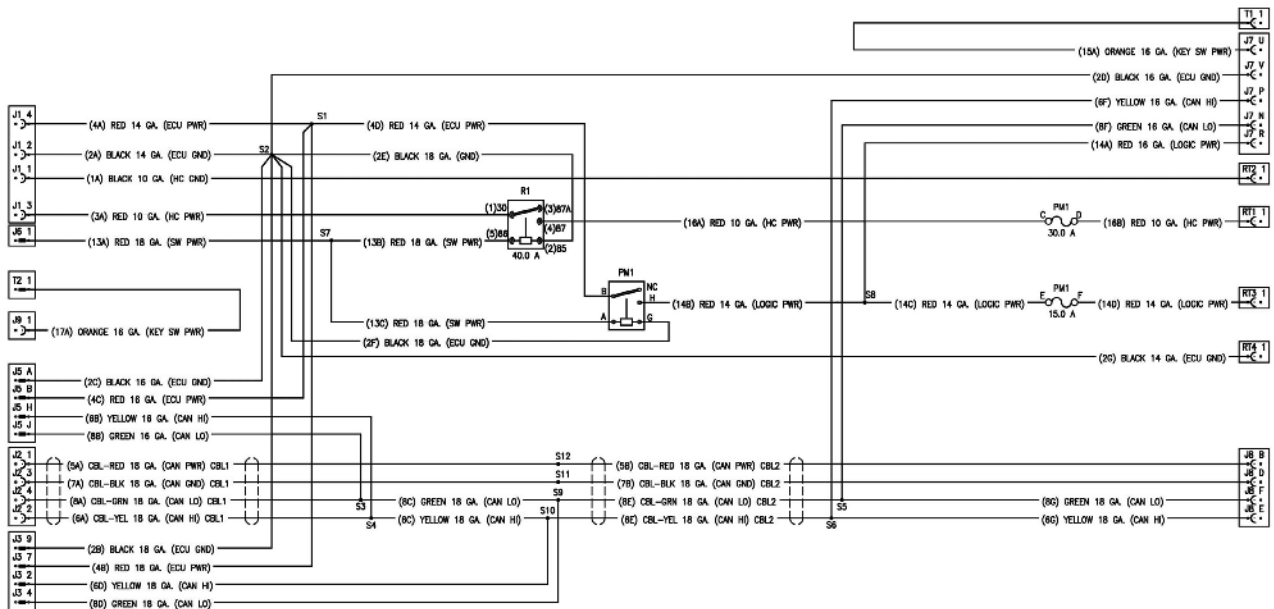 T1 1
J7 U
(15A) ORANGE 16 GA. (KEY SW PWR)
J7 V
(2D) BLACK 16 GA. (ECU GND)
J7 P
(6F) YELLOW 16 GA. (CAN HI)
J7 N
(8F) GREEN 16 GA. (CAN LO)
J7 R
(14A) RED 16 GA. (LOGIC PWR)
J1 4
(4A) RED 14 GA. (ECU PWR)
S1
(4D) RED 14 GA. (ECU PWR)
J1 2
(2A) BLACK 14 GA. (ECU GND)
S2
(2E) BLACK 18 GA. (GND)
J1 1
(1A) BLACK 10 GA. (HC GND)
RT2 1
R1
J1 3
(3A) RED 10 GA. (HC PWR)
(1)30
(3)87A
(4)87
(16A) RED 10 GA. (HC PWR)
PM1
C
D
30.0 A
(16B) RED 10 GA. (HC PWR)
RT1 1
J6 1
(13A) RED 18 GA. (SW PWR)
S7
(13B) RED 18 GA. (SW PWR)
(5)86
(2)85
40.0 A
T2 1
PM1
B
NC
H
(14B) RED 14 GA. (LOGIC PWR)
S8
(14C) RED 14 GA. (LOGIC PWR)
PM1
E
F
15.0 A
(14D) RED 14 GA. (LOGIC PWR)
RT3 1
J9 1
(17A) ORANGE 16 GA. (KEY SW PWR)
(13C) RED 18 GA. (SW PWR)
A
G
(2F) BLACK 18 GA. (ECU GND)
(2G) BLACK 14 GA. (ECU GND)
RT4 1
J5 A
(2C) BLACK 16 GA. (ECU GND)
J5 B
(4C) RED 16 GA. (ECU PWR)
J5 H
(6B) YELLOW 16 GA. (CAN HI)
J5 J
(8B) GREEN 16 GA. (CAN LO)
J2 1
(5A) CBL-RED 18 GA. (CAN PWR) CBL1
S12
(5B) CBL-RED 18 GA. (CAN PWR) CBL2
J8 B
J2 3
(7A) CBL-BLK 18 GA. (CAN GND) CBL1
S11
(7B) CBL-BLK 18 GA. (CAN GND) CBL2
J8 D
J2 4
(8A) CBL-GRN 18 GA. (CAN LO) CBL1
S3
(8C) GREEN 18 GA. (CAN LO)
S9
(8E) CBL-GRN 18 GA. (CAN LO) CBL2
S5
(8G) GREEN 18 GA. (CAN LO)
J8 F
J2 2
(6A) CBL-YEL 18 GA. (CAN HI) CBL1
S4
(6C) YELLOW 18 GA. (CAN HI)
S10
(6E) CBL-YEL 18 GA. (CAN HI) CBL2
S6
(6G) YELLOW 18 GA. (CAN HI)
J8 E
J3 9
(2B) BLACK 18 GA. (ECU GND)
J3 7
(4B) RED 18 GA. (ECU PWR)
J3 2
(6D) YELLOW 18 GA. (CAN HI)
J3 4
(8D) GREEN 18 GA. (CAN LO)